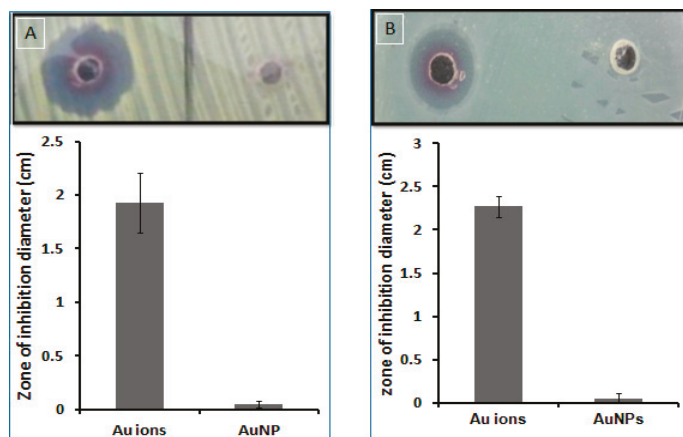 A
B
Zone of inhibition diameter (cm)
2.5
2
1.5
1
0.5
0
Au ions
AuNP
zone of inhibition diameter (cm)
3
2.5
2
1.5
1
0.5
0
Au ions
AuNPs